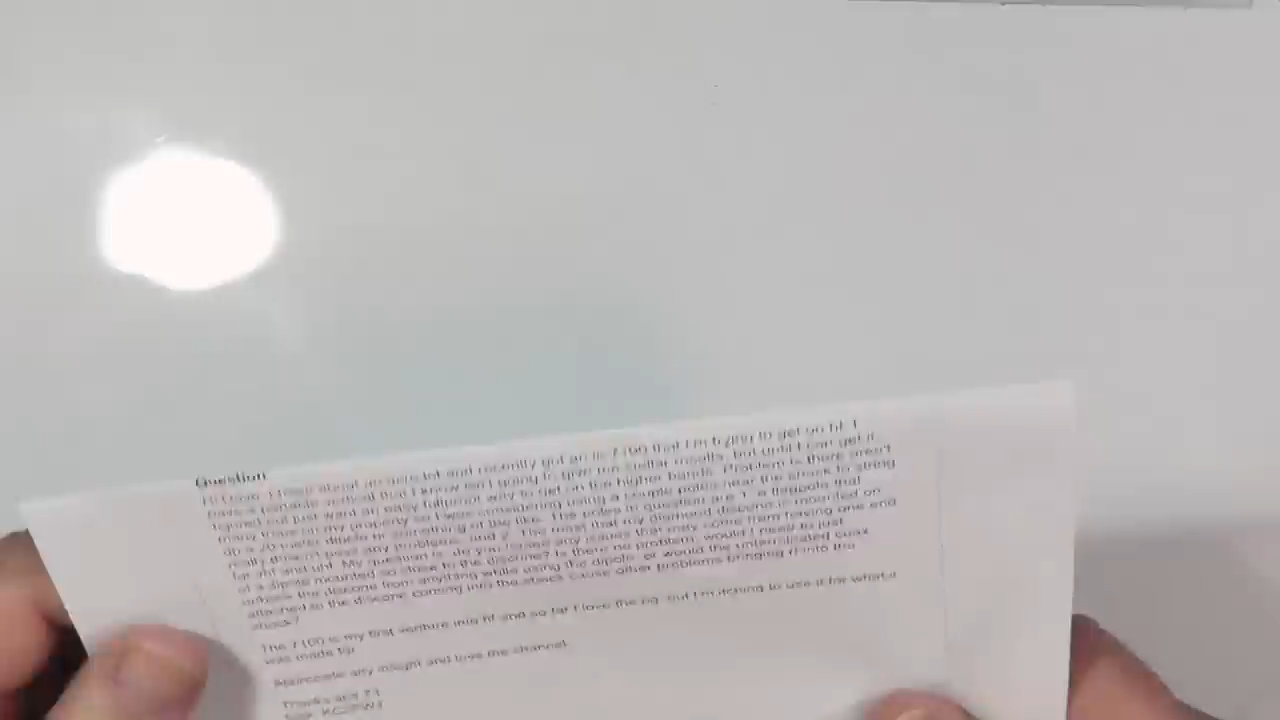 Question
I have about an acre lot and recently got an ic 7100 that I'm trying to get on hf. I
have a portable vertical that I know isn't going to give me stellar results, but until I can get it
figured out just want an easy way to get on the higher bands. Problem is there aren't
many trees on my property so I was considering using a couple poles near the shack to string
up a 20 meter dipole or something of the like. The poles in question are 1. a flagpole that
really doesn't pose any problems, and 2. The mast that my diamond discone is mounted on
for vhf and uhf. My question is, do you foresee any issues that may come from having one end
of a dipole mounted so close to the discone? Is there no problem, would I need to just
the discone from anything while using the dipole, or would the unterminated coax
attached to the discone coming into the shack cause other problems bringing rf into the
shack?
The 7100 is my first venture into hf and so far I love the rig, but I'm itching to use it for what it
was made for.
Appreciate any insight and love the channel.
Thanks and 73